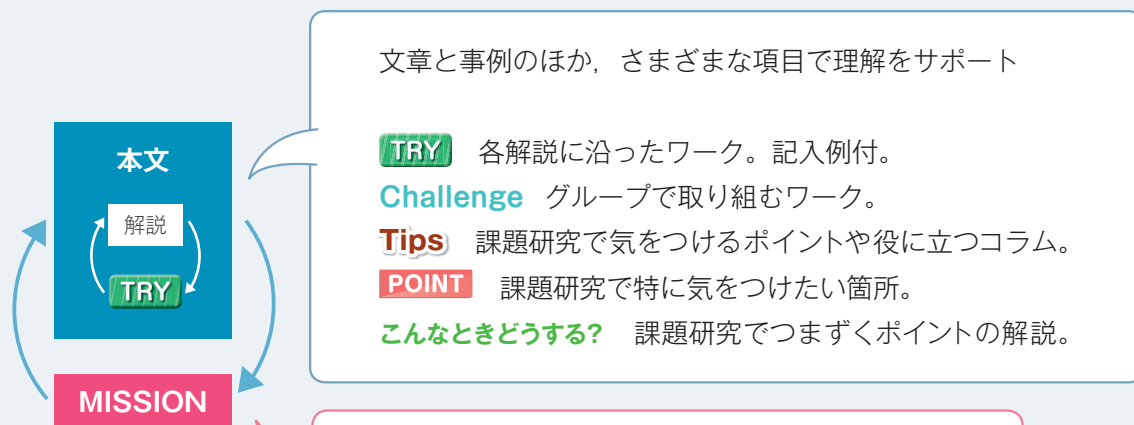 文章と事例のほか，さまざまな項目で理解をサポート
本文
解説
TRY
TRY 各解説に沿ったワーク。記入例付。
Challenge グループで取り組むワーク。
Tips 課題研究で気をつけるポイントや役に立つコラム。
POINT 課題研究で特に気をつけたい箇所。
こんなときどうする? 課題研究でつまずくポイントの解説。
MISSION